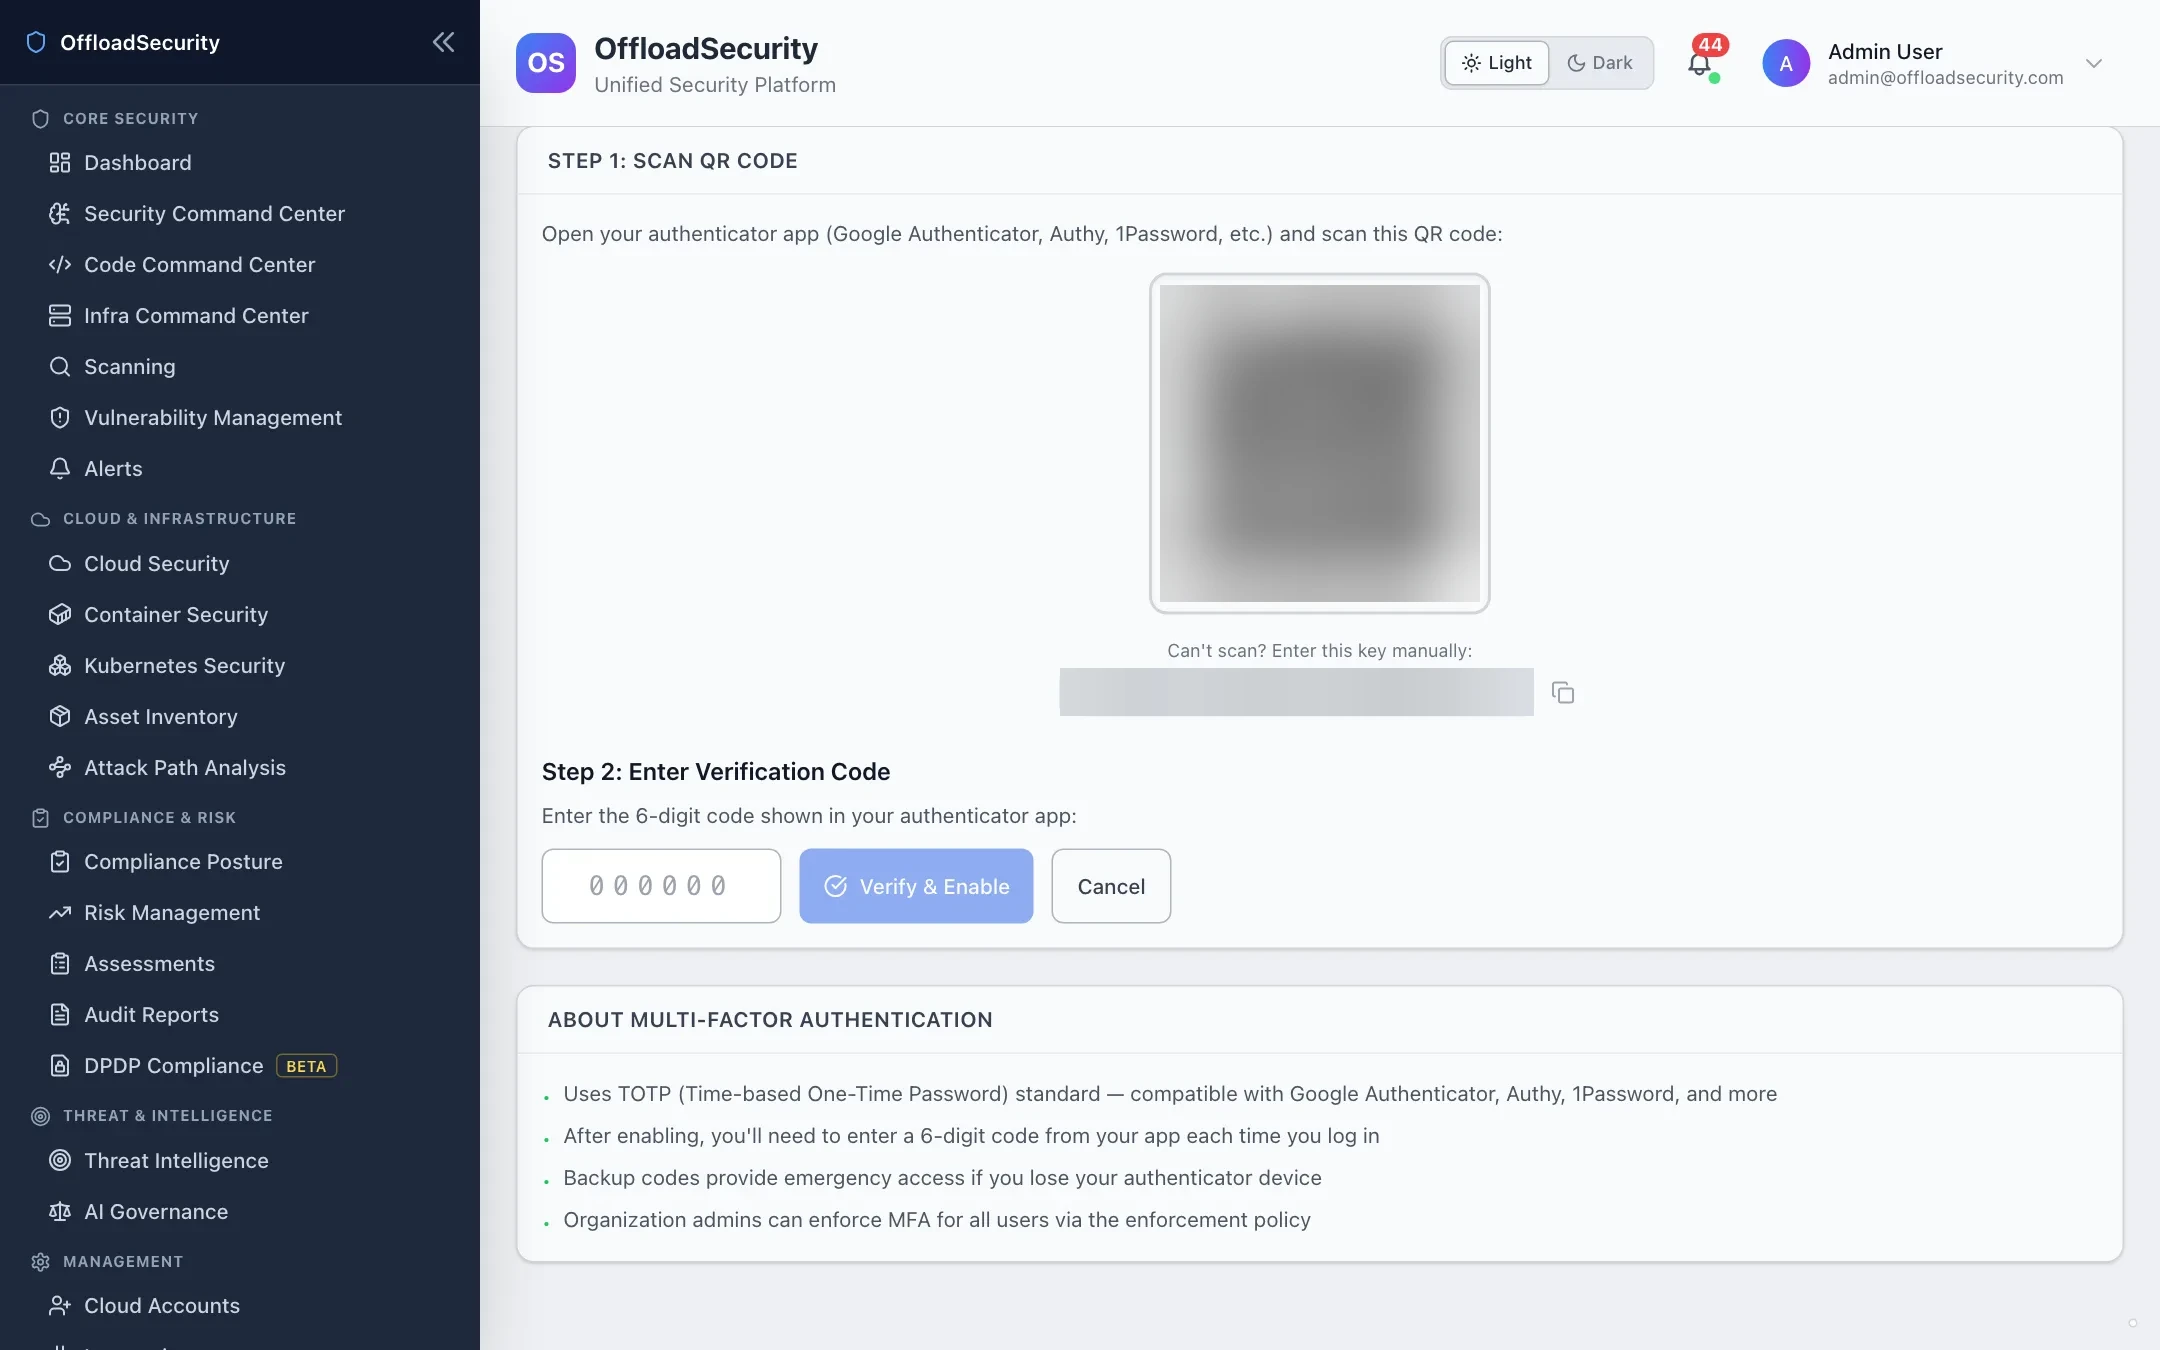 OffloadSecurity
CORE SECURITY
Dashboard
Security Command Center
Code Command Center
Infra Command Center
Scanning
Vulnerability Management
Alerts
CLOUD & INFRASTRUCTURE
Cloud Security
Container Security
Kubernetes Security
Asset Inventory
Attack Path Analysis
COMPLIANCE & RISK
Compliance Posture
Risk Management
Assessments
Audit Reports
DPDP Compliance BETA
THREAT & INTELLIGENCE
Threat Intelligence
AI Governance
MANAGEMENT
Cloud Accounts
OS
OffloadSecurity
Unified Security Platform
Light
Dark
44
A
Admin User
admin@offloadsecurity.com
STEP 1: SCAN QR CODE
Open your authenticator app (Google Authenticator, Authy, 1Password, etc.) and scan this QR code:
Can't scan? Enter this key manually:
Step 2: Enter Verification Code
Enter the 6-digit code shown in your authenticator app:
000000
Verify & Enable
Cancel
ABOUT MULTI-FACTOR AUTHENTICATION
• Uses TOTP (Time-based One-Time Password) standard — compatible with Google Authenticator, Authy, 1Password, and more
• After enabling, you'll need to enter a 6-digit code from your app each time you log in
• Backup codes provide emergency access if you lose your authenticator device
• Organization admins can enforce MFA for all users via the enforcement policy